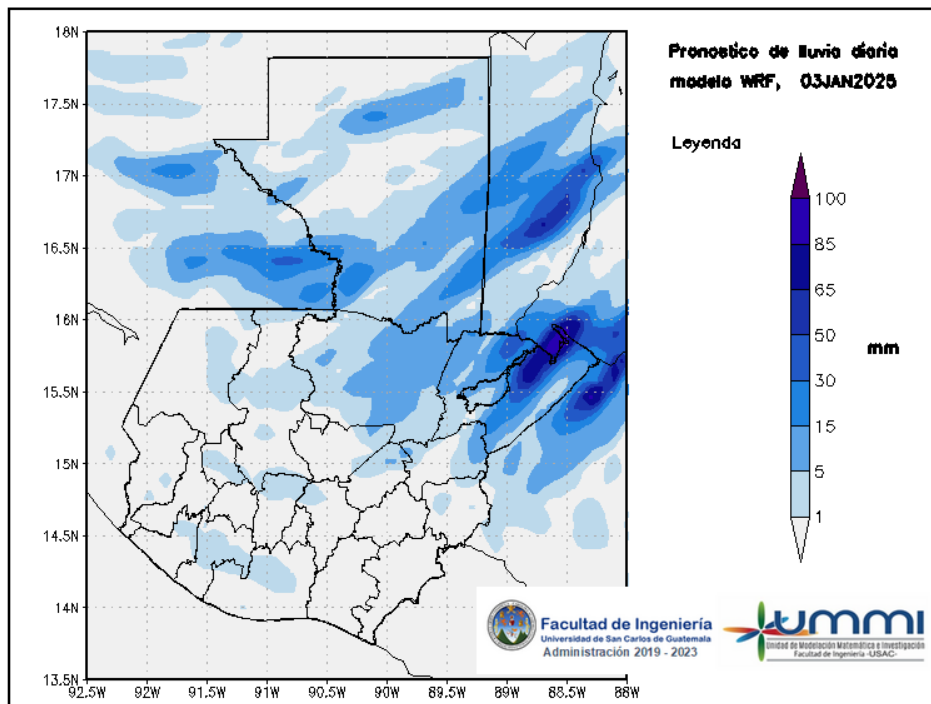 Pronostico de lluvia diaria
modelo WRF, 03JAN2025
Leyenda
100
85
65
50
30
15
5
1
mm
18N
17.5N
17N
16.5N
16N
15.5N
15N
14.5N
14N
13.5N
92.5W
92W
91.5W
91W
90.5W
90W
89.5W
89W
88.5W
88W
Facultad de Ingeniería
Universidad de San Carlos de Guatemala
Administración 2019 - 2023
UMMI
Unidad de Modelación Matemática e Investigación
Facultad de Ingeniería -USAC-